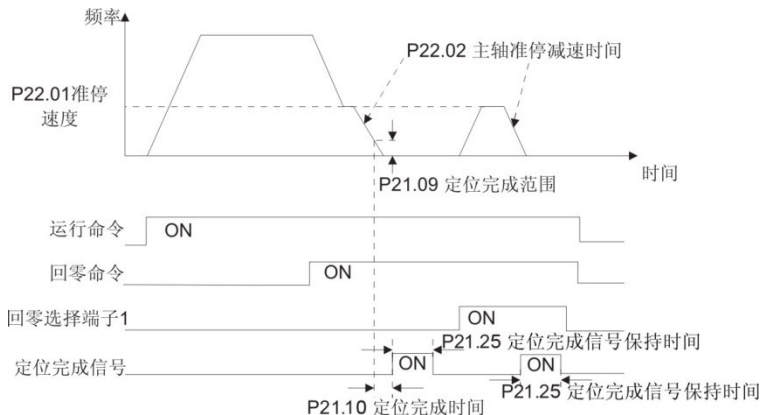 频率
P22.02 主轴准停减速时间
P22.01准停
速度
时间
P21.09 定位完成范围
运行命令
ON
回零命令
ON
回零选择端子1
ON
P21.25 定位完成信号保持时间
定位完成信号
ON
ON
P21.25 定位完成信号保持时间
P21.10 定位完成时间